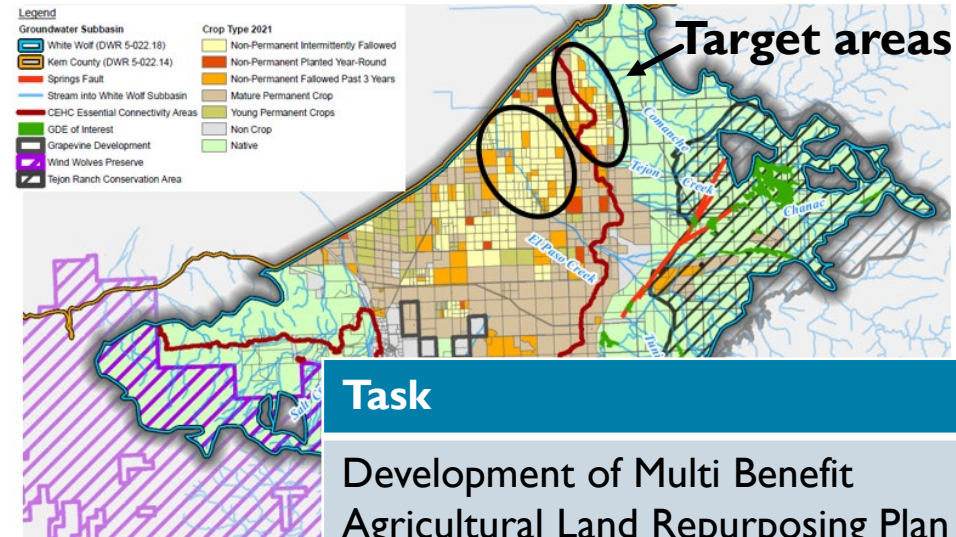 Legend
Groundwater Subbasin
White Wolf (DWR 5-022.18)
Kern County (DWR 5-022.14)
Springs Fault
Stream into White Wolf Subbasin
CEHC Essential Connectivity Areas
GDE of Interest
Grapevine Development
Wind Wolves Preserve
Tejon Ranch Conservation Area
Crop Type 2021
Non-Permanent Intermittently Fallowed
Non-Permanent Planted Year-Round
Non-Permanent Fallowed Past 3 Years
Mature Permanent Crop
Young Permanent Crops
Non Crop
Native
Target areas
Comanche
Tejon Creek
Chanac
El Paso Creek
Tuni
Salt C
Task
Development of Multi Benefit
Agricultural Land Repurposing Plan